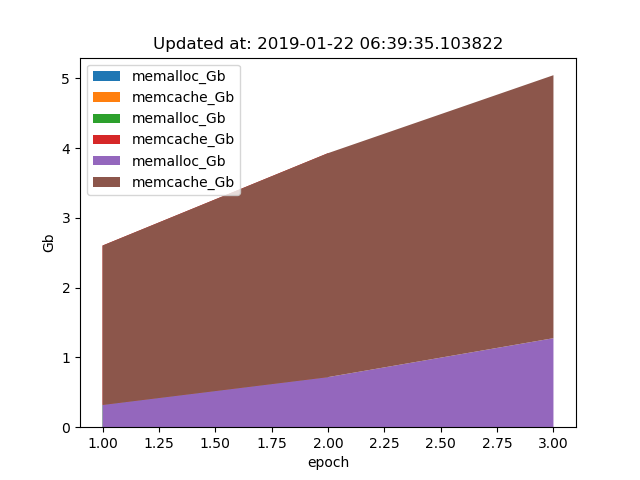 Updated at: 2019-01-22 06:39:35.103822
memalloc_Gb
memcache_Gb
memalloc_Gb
memcache_Gb
memalloc_Gb
memcache_Gb
5
4
3
2
1
0
Gb
1.00 1.25 1.50 1.75 2.00 2.25 2.50 2.75 3.00
epoch